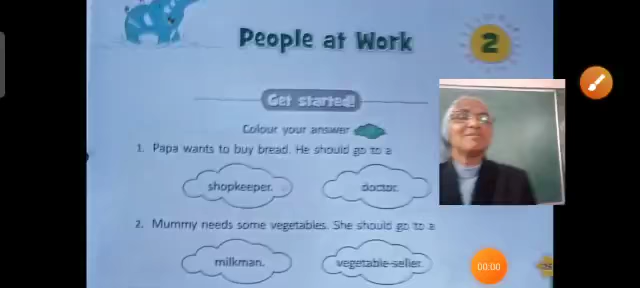 People at Work
2
Get started!
Colour your answer
1. Papa wants to buy bread. He should go to a
shopkeeper. doctor.
2. Mummy needs some vegetables. She should go to a
milkman. vegetable-seller.
00:00